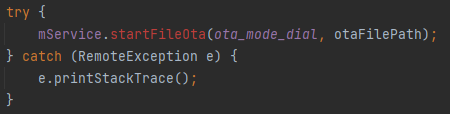 try {
    mService.startFileOta(ota_mode_dial, otaFilePath);
} catch (RemoteException e) {
    e.printStackTrace();
}